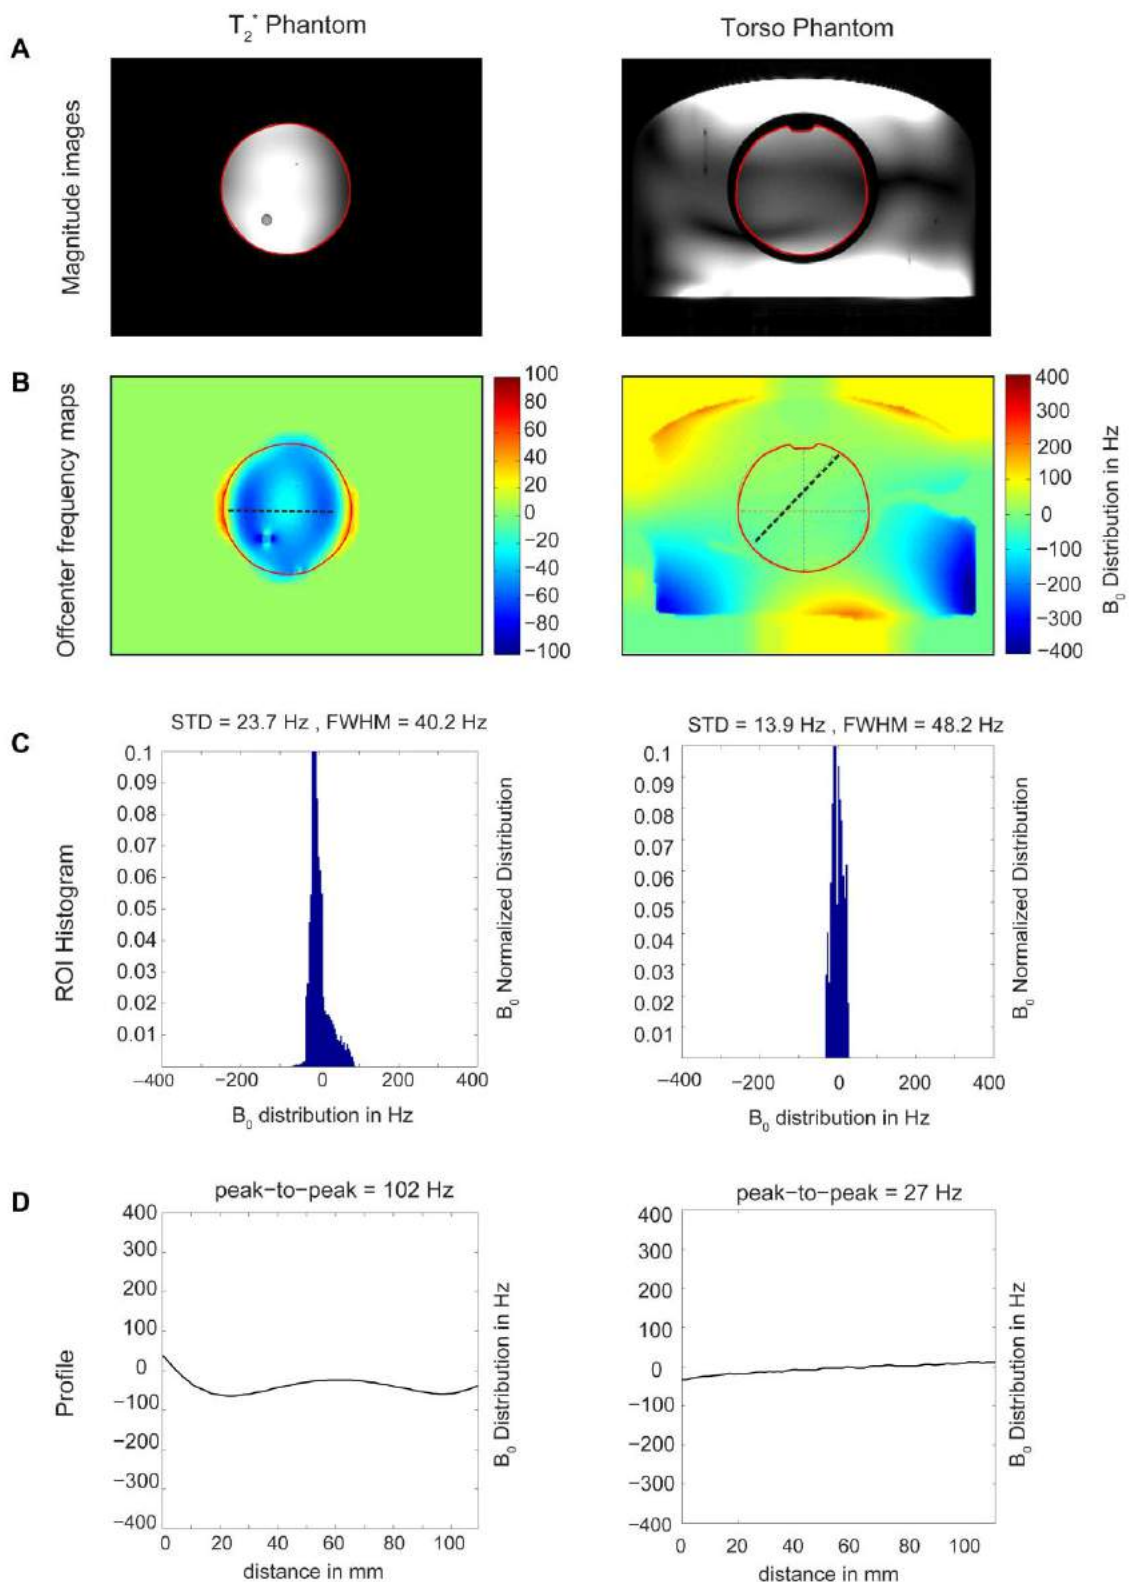 T2* Phantom
Torso Phantom
A
Magnitude images
B
Offcenter frequency maps
100
80
60
40
20
0
−20
−40
−60
−80
−100
400
300
200
100
0
−100
−200
−300
−400
B0 Distribution in Hz
C
STD = 23.7 Hz , FWHM = 40.2 Hz
ROI Histogram
0.1
0.09
0.08
0.07
0.06
0.05
0.04
0.03
0.02
0.01
−400 −200 0 200 400
B0 distribution in Hz
B0 Normalized Distribution
STD = 13.9 Hz , FWHM = 48.2 Hz
0.1
0.09
0.08
0.07
0.06
0.05
0.04
0.03
0.02
0.01
−400 −200 0 200 400
B0 distribution in Hz
B0 Normalized Distribution
D
peak−to−peak = 102 Hz
Profile
400
300
200
100
0
−100
−200
−300
−400
0 20 40 60 80 100
distance in mm
B0 Distribution in Hz
peak−to−peak = 27 Hz
400
300
200
100
0
−100
−200
−300
−400
0 20 40 60 80 100
distance in mm
B0 Distribution in Hz